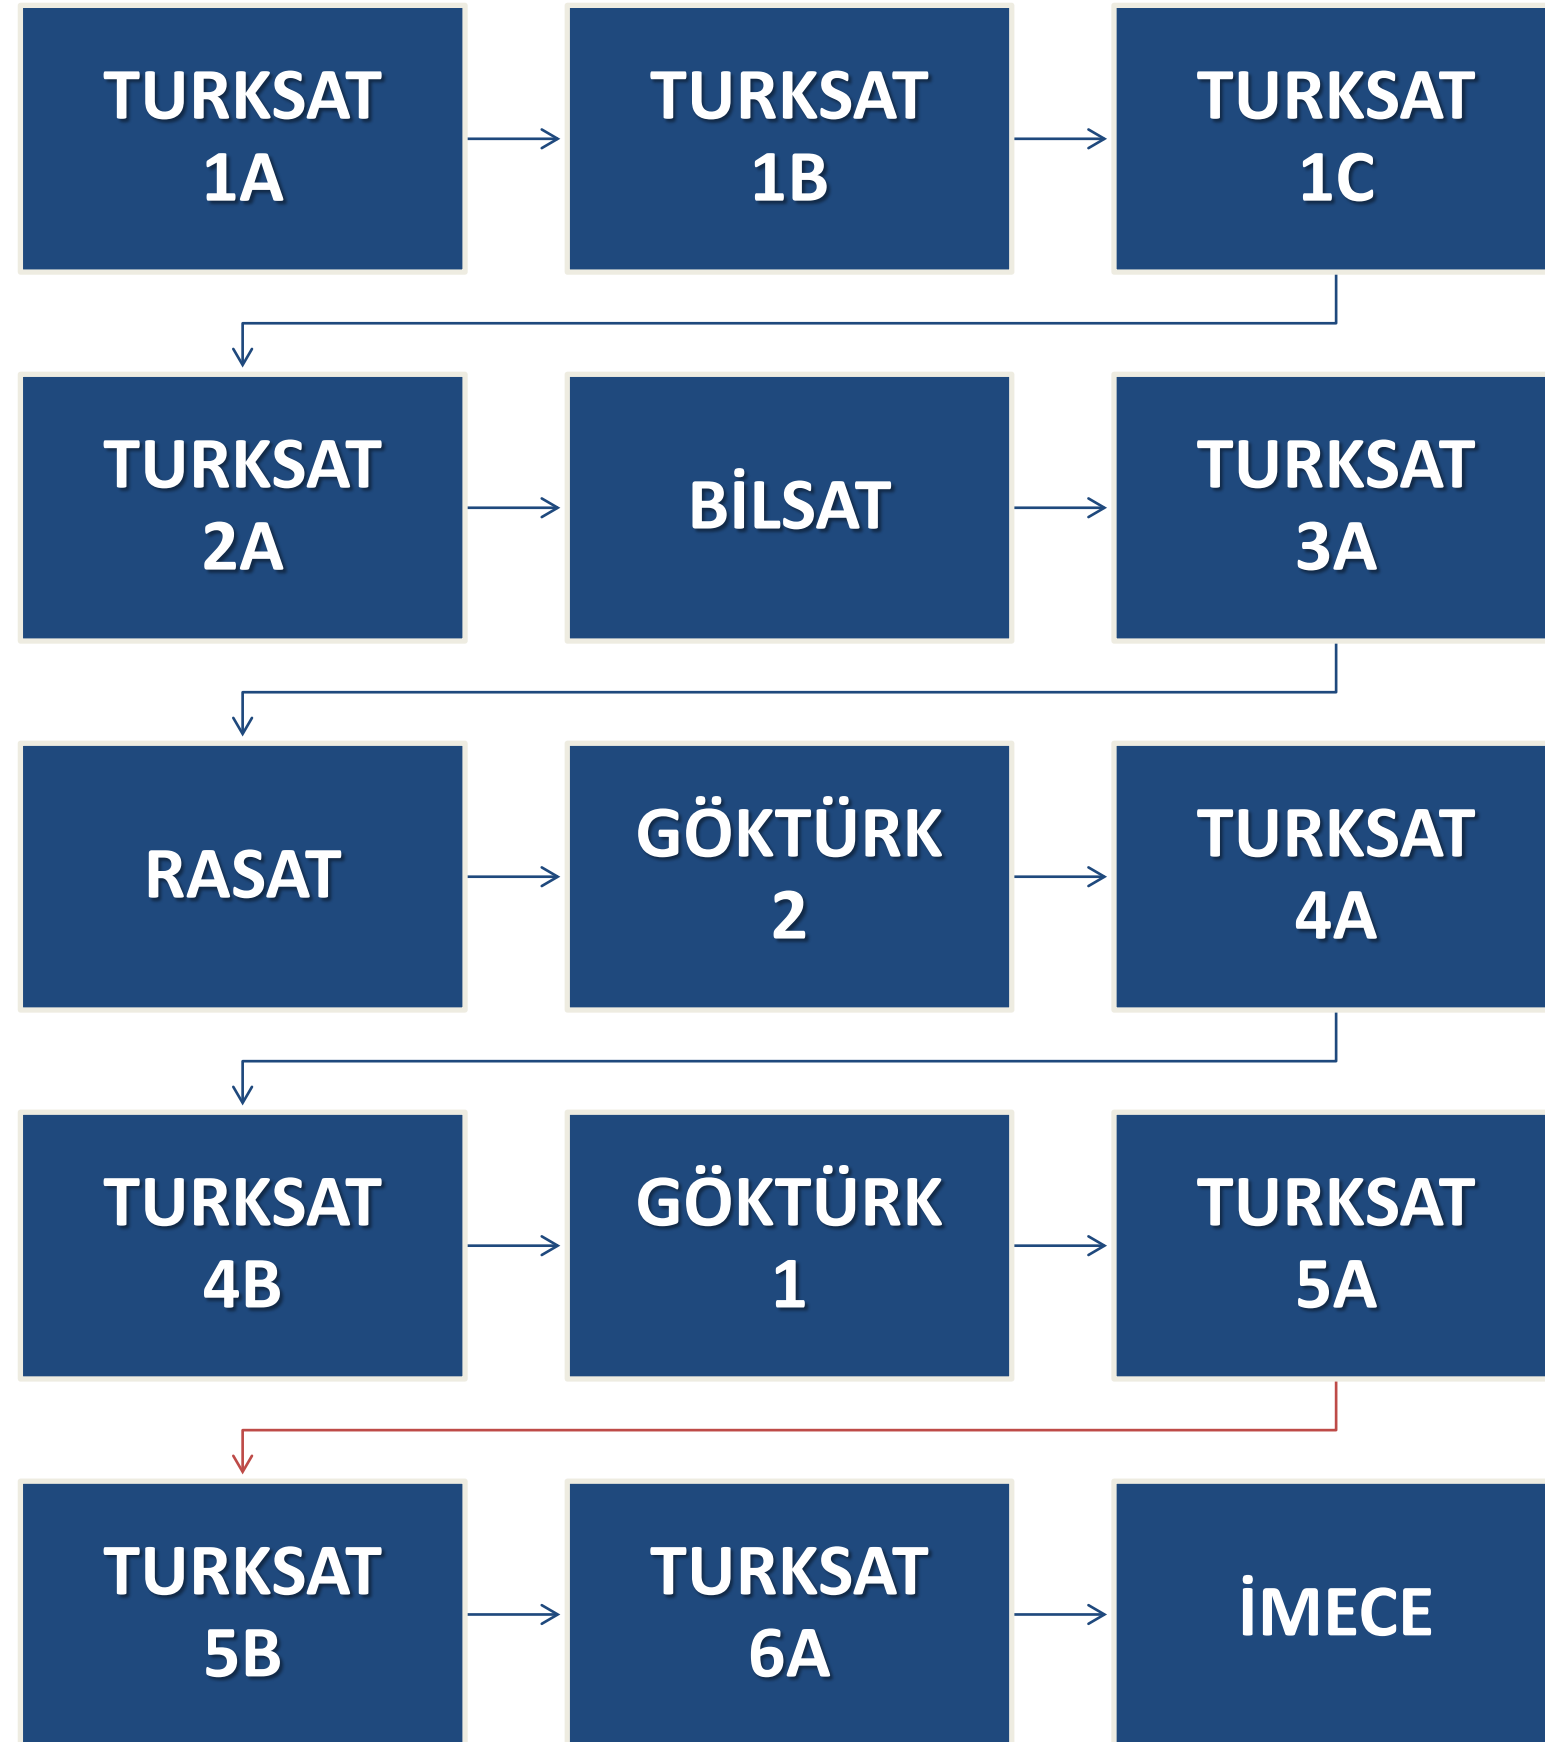 TURKSAT
1A
TURKSAT
1B
TURKSAT
1C
TURKSAT
2A
BİLSAT
TURKSAT
3A
RASAT
GÖKTÜRK
2
TURKSAT
4A
TURKSAT
4B
GÖKTÜRK
1
TURKSAT
5A
TURKSAT
5B
TURKSAT
6A
İMECE